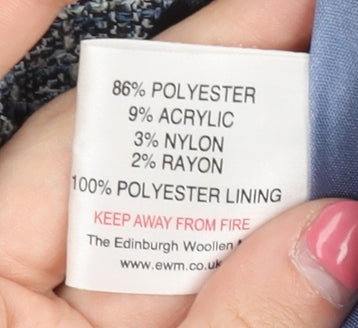 86% POLYESTER
9% ACRYLIC
3% NYLON
2% RAYON
100% POLYESTER LINING
KEEP AWAY FROM FIRE
The Edinburgh Woollen
www.ewm.co.uk